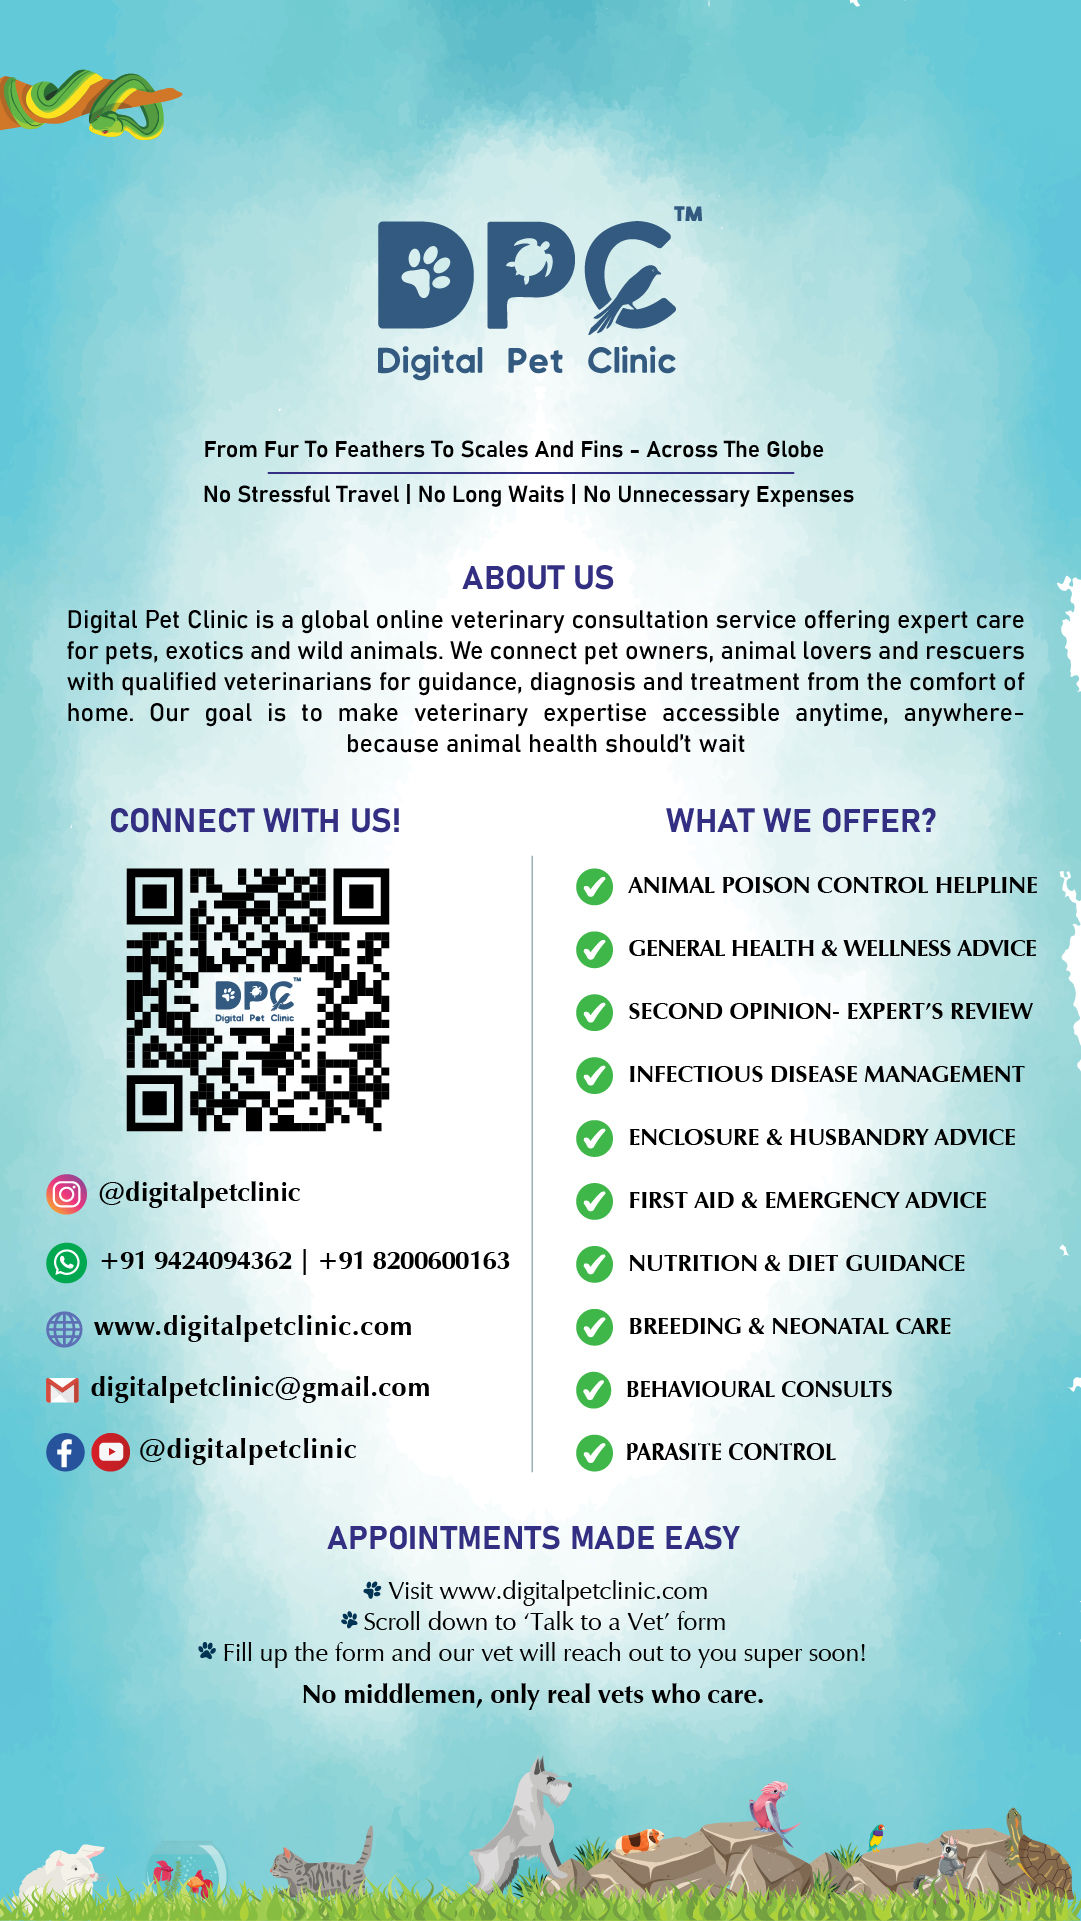 DPC™
Digital Pet Clinic
From Fur To Feathers To Scales And Fins - Across The Globe
No Stressful Travel | No Long Waits | No Unnecessary Expenses
ABOUT US
Digital Pet Clinic is a global online veterinary consultation service offering expert care
for pets, exotics and wild animals. We connect pet owners, animal lovers and rescuers
with qualified veterinarians for guidance, diagnosis and treatment from the comfort of
home. Our goal is to make veterinary expertise accessible anytime, anywhere-
because animal health should't wait
CONNECT WITH US!
DPC™
Digital Pet Clinic
@digitalpetclinic
+91 9424094362 | +91 8200600163
www.digitalpetclinic.com
digitalpetclinic@gmail.com
@digitalpetclinic
WHAT WE OFFER?
ANIMAL POISON CONTROL HELPLINE
GENERAL HEALTH & WELLNESS ADVICE
SECOND OPINION- EXPERT'S REVIEW
INFECTIOUS DISEASE MANAGEMENT
ENCLOSURE & HUSBANDRY ADVICE
FIRST AID & EMERGENCY ADVICE
NUTRITION & DIET GUIDANCE
BREEDING & NEONATAL CARE
BEHAVIOURAL CONSULTS
PARASITE CONTROL
APPOINTMENTS MADE EASY
Visit www.digitalpetclinic.com
Scroll down to ‘Talk to a Vet’ form
Fill up the form and our vet will reach out to you super soon!
No middlemen, only real vets who care.